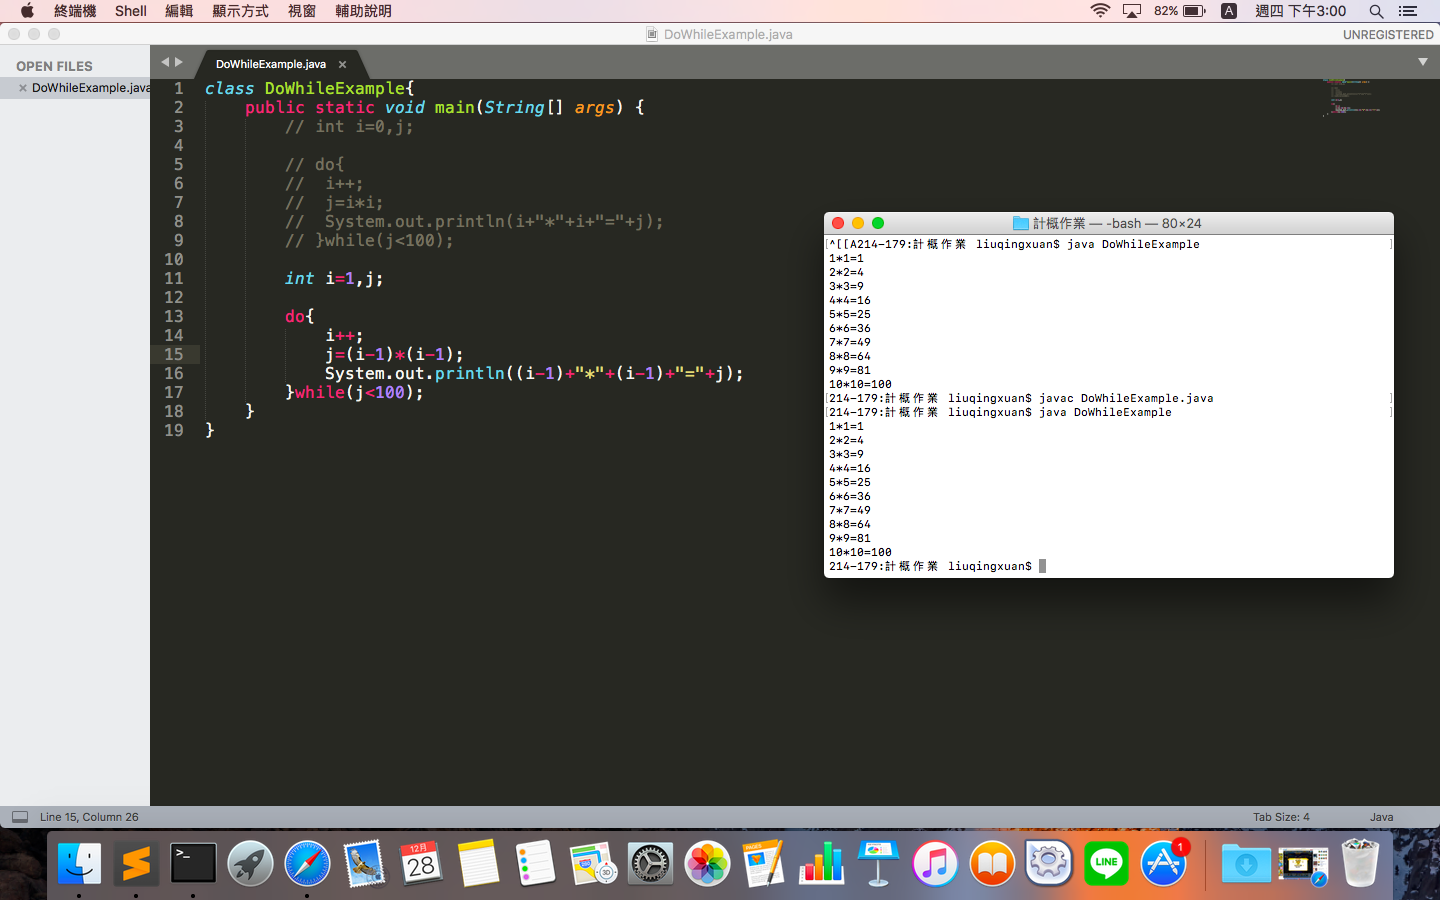 終端機 Shell 編輯 顯示方式 視窗 輔助說明 82% A 週四 下午3:00
DoWhileExample.java UNREGISTERED
OPEN FILES
DoWhileExample.java
DoWhileExample.java
1 class DoWhileExample{
2 public static void main(String[] args) {
3 // int i=0,j;
4
5 // do{
6 // i++;
7 // j=i*i;
8 // System.out.println(i+"*"+i+"="+j);
9 // }while(j<100);
10
11 int i=1,j;
12
13 do{
14 i++;
15 j=(i-1)*(i-1);
16 System.out.println((i-1)+"*"+(i-1)+"="+j);
17 }while(j<100);
18 }
19 }
計概作業 — -bash — 80×24
[^[[A214-179:計概作業 liuqingxuan$ java DoWhileExample ]
1*1=1
2*2=4
3*3=9
4*4=16
5*5=25
6*6=36
7*7=49
8*8=64
9*9=81
10*10=100
[214-179:計概作業 liuqingxuan$ javac DoWhileExample.java ]
[214-179:計概作業 liuqingxuan$ java DoWhileExample ]
1*1=1
2*2=4
3*3=9
4*4=16
5*5=25
6*6=36
7*7=49
8*8=64
9*9=81
10*10=100
214-179:計概作業 liuqingxuan$
Line 15, Column 26 Tab Size: 4 Java
>_
12月
28
3D
LINE
1